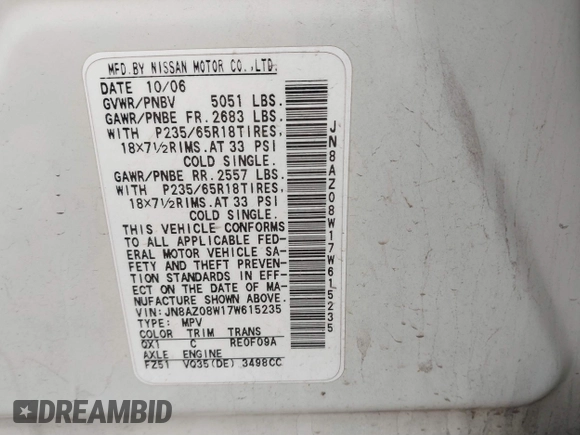 MFD.BY NISSAN MOTOR CO.,LTD.
DATE 10/06
GVWR/PNBV 5051 LBS.
GAWR/PNBE FR. 2683 LBS.
WITH P235/65R18TIRES,
18×7½RIMS.AT 33 PSI
COLD SINGLE.
GAWR/PNBE RR. 2557 LBS.
WITH P235/65R18TIRES,
18×7½RIMS.AT 33 PSI
COLD SINGLE.
THIS VEHICLE CONFORMS
TO ALL APPLICABLE FED-
ERAL MOTOR VEHICLE SA-
FETY AND THEFT PREVEN-
TION STANDARDS IN EFF-
ECT ON THE DATE OF MA-
NUFACTURE SHOWN ABOVE.
VIN: JN8AZ08W17W615235
TYPE: MPV
COLOR TRIM TRANS
QX1 C RE0F09A
AXLE ENGINE
FZ51 VQ35(DE) 3498CC
JN8AZ08W17W615235
DREAMBID